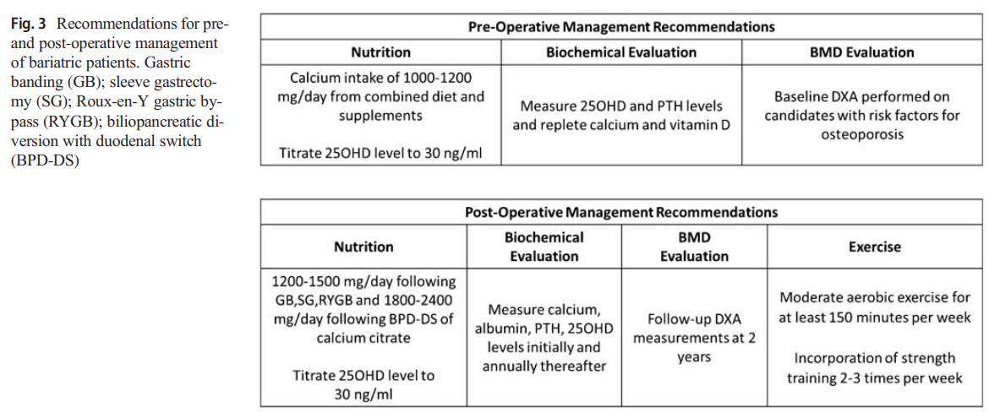 Fig. 3 Recommendations for pre-
and post-operative management
of bariatric patients. Gastric
banding (GB); sleeve gastrecto-
my (SG); Roux-en-Y gastric by-
pass (RYGB); biliopancreatic di-
version with duodenal switch
(BPD-DS)
Pre-Operative Management Recommendations
Nutrition
Calcium intake of 1000-1200
mg/day from combined diet and
supplements
Titrate 25OHD level to 30 ng/ml
Biochemical Evaluation
Measure 25OHD and PTH levels
and replete calcium and vitamin D
BMD Evaluation
Baseline DXA performed on
candidates with risk factors for
osteoporosis
Post-Operative Management Recommendations
Nutrition
1200-1500 mg/day following
GB,SG,RYGB and 1800-2400
mg/day following BPD-DS of
calcium citrate
Titrate 25OHD level to
30 ng/ml
Biochemical
Evaluation
Measure calcium,
albumin, PTH, 25OHD
levels initially and
annually thereafter
BMD
Evaluation
Follow-up DXA
measurements at 2
years
Exercise
Moderate aerobic exercise for
at least 150 minutes per week
Incorporation of strength
training 2-3 times per week